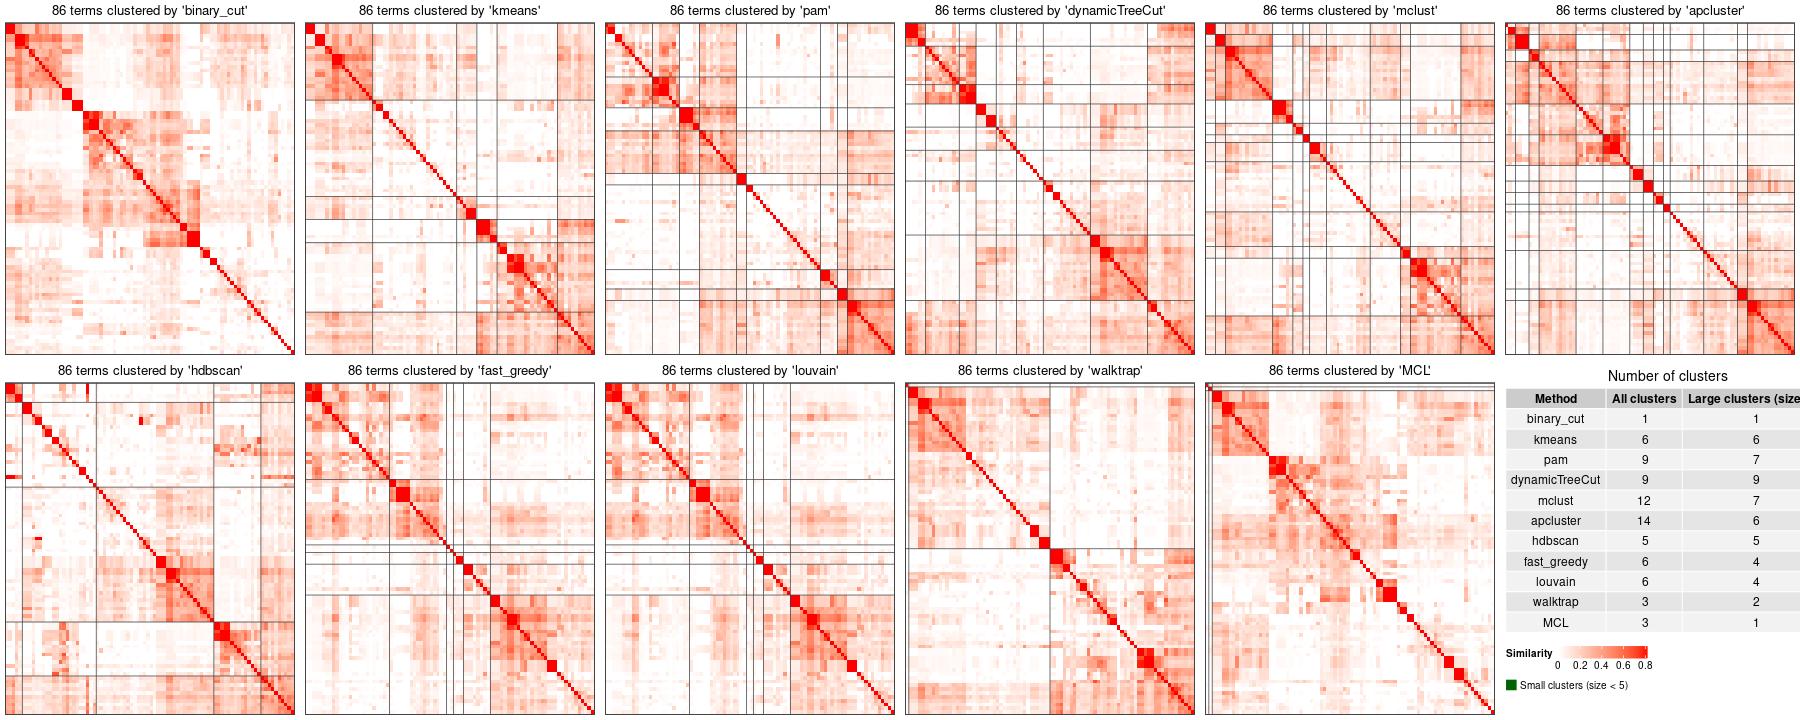 86 terms clustered by 'binary_cut'
86 terms clustered by 'kmeans'
86 terms clustered by 'pam'
86 terms clustered by 'dynamicTreeCut'
86 terms clustered by 'mclust'
86 terms clustered by 'apcluster'
86 terms clustered by 'hdbscan'
86 terms clustered by 'fast_greedy'
86 terms clustered by 'louvain'
86 terms clustered by 'walktrap'
86 terms clustered by 'MCL'
Number of clusters
Method All clusters Large clusters (size
binary_cut 1 1
kmeans 6 6
pam 9 7
dynamicTreeCut 9 9
mclust 12 7
apcluster 14 6
hdbscan 5 5
fast_greedy 6 4
louvain 6 4
walktrap 3 2
MCL 3 1
Similarity
0 0.2 0.4 0.6 0.8
Small clusters (size < 5)